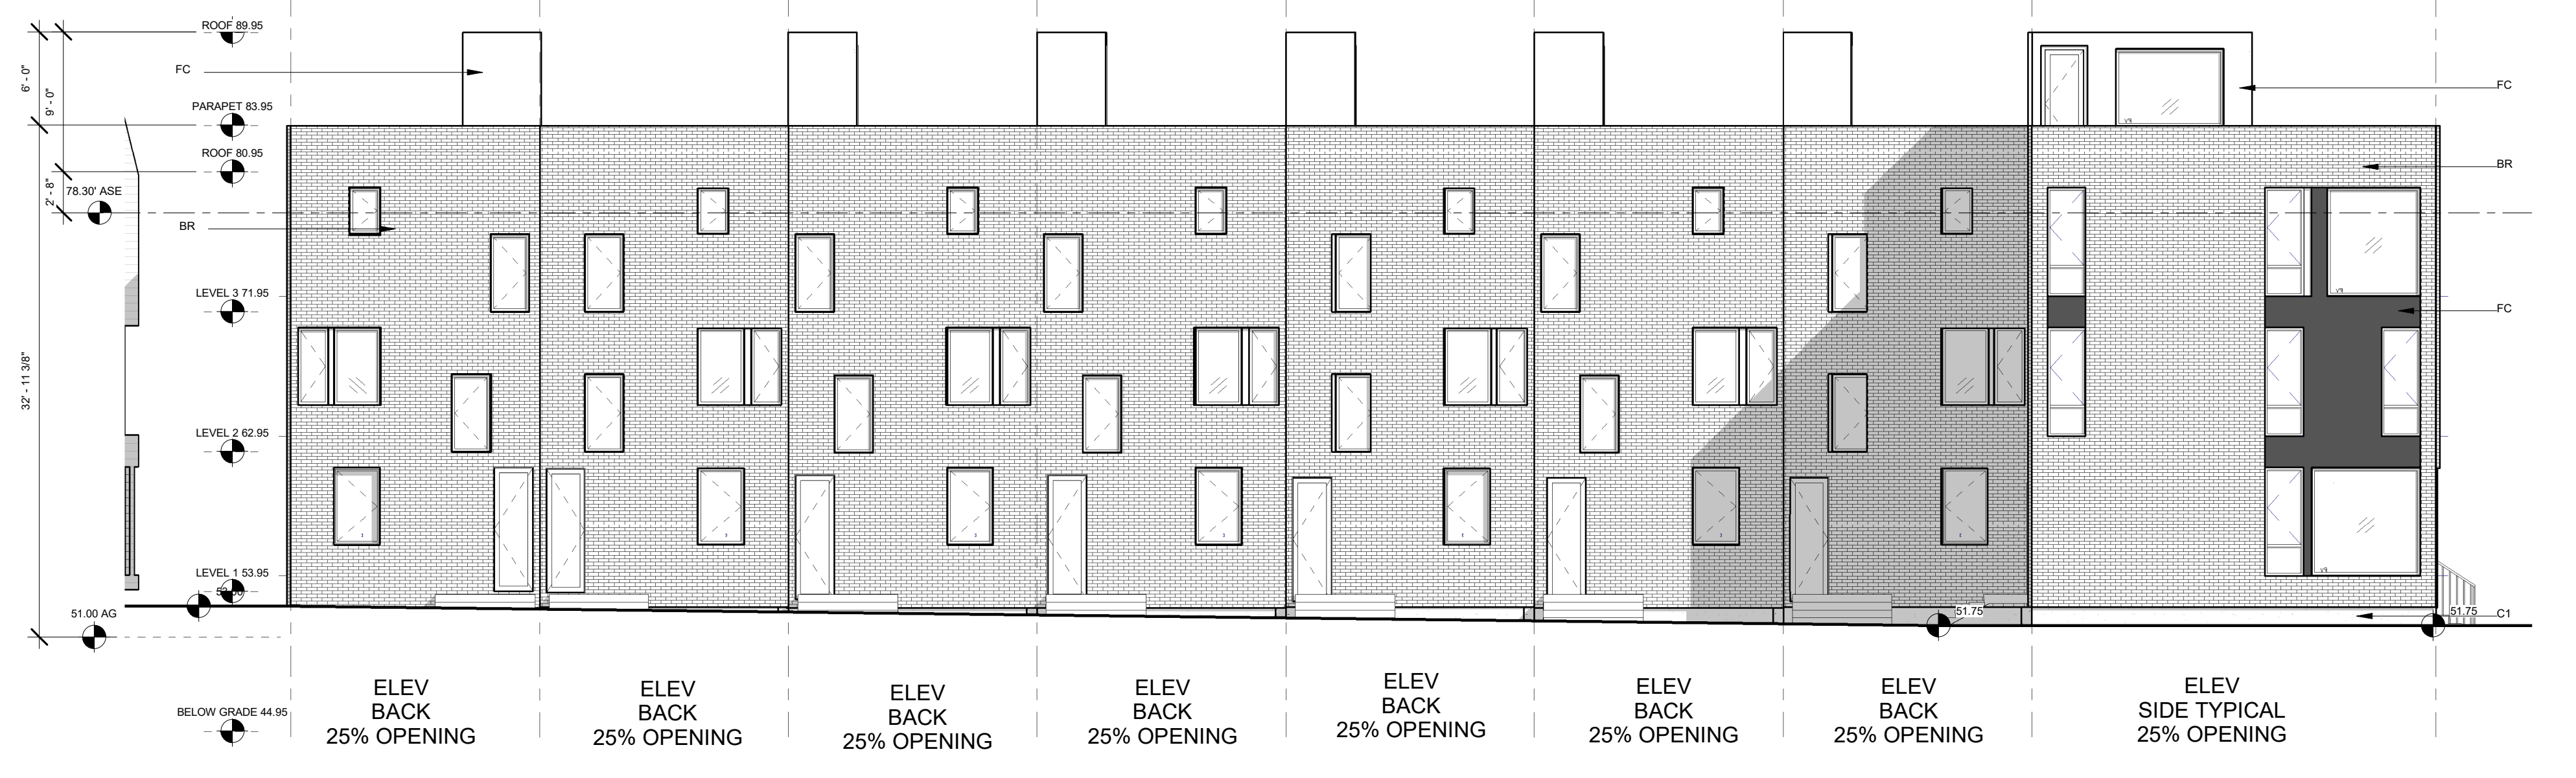 ROOF 89.95
6' - 0"
9' - 0"
FC
FC
PARAPET 83.95
ROOF 80.95
BR
2' - 8"
78.30' ASE
BR
LEVEL 3 71.95
FC
32' - 11 3/8"
LEVEL 2 62.95
LEVEL 1 53.95
51.00 AG
51.75
51.75
C1
BELOW GRADE 44.95
ELEV
BACK
25% OPENING
ELEV
BACK
25% OPENING
ELEV
BACK
25% OPENING
ELEV
BACK
25% OPENING
ELEV
BACK
25% OPENING
ELEV
BACK
25% OPENING
ELEV
BACK
25% OPENING
ELEV
SIDE TYPICAL
25% OPENING